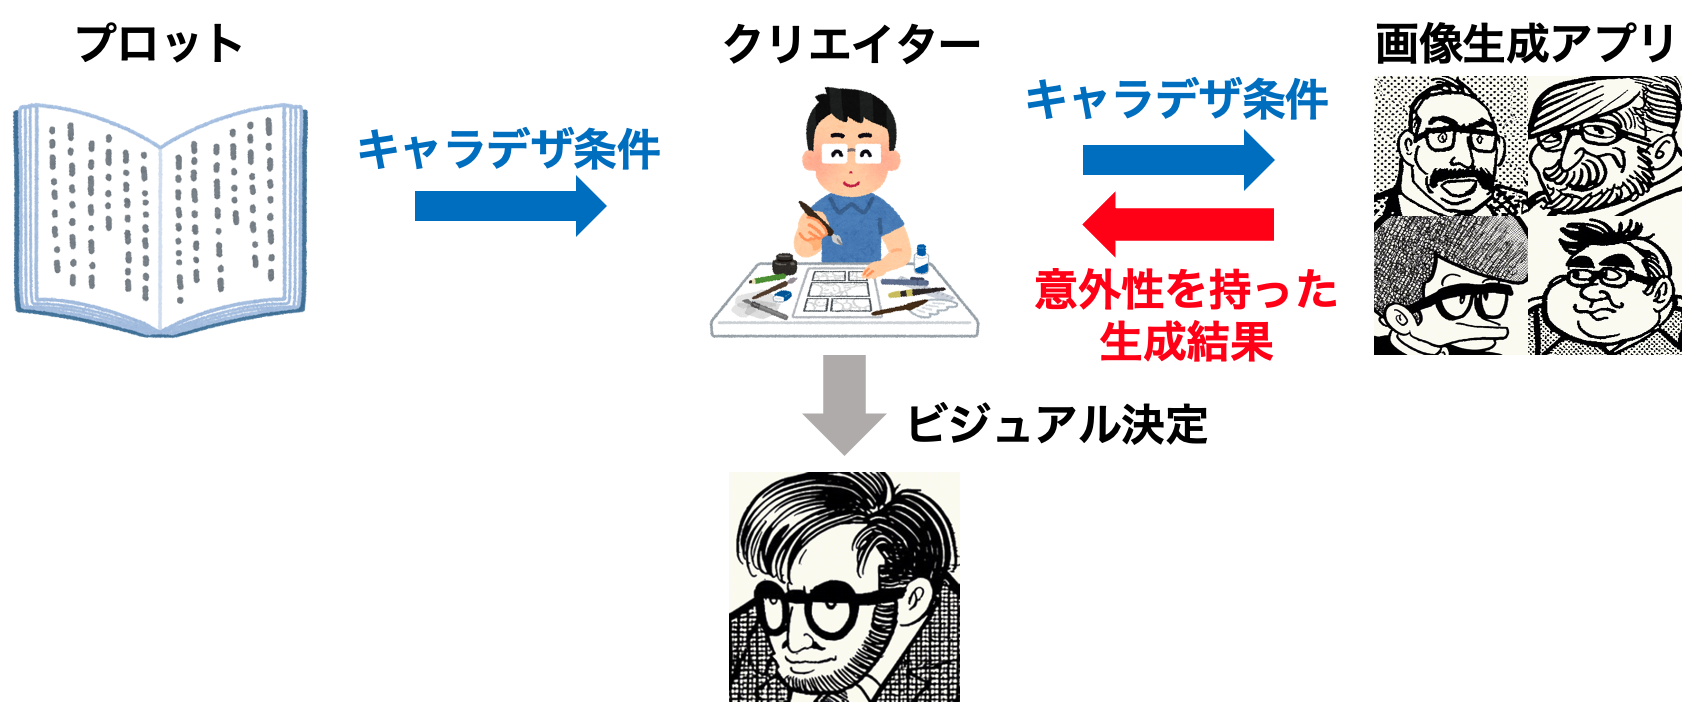 プロット
クリエイター
画像生成アプリ
キャラデザ条件
キャラデザ条件
意外性を持った
生成結果
ビジュアル決定